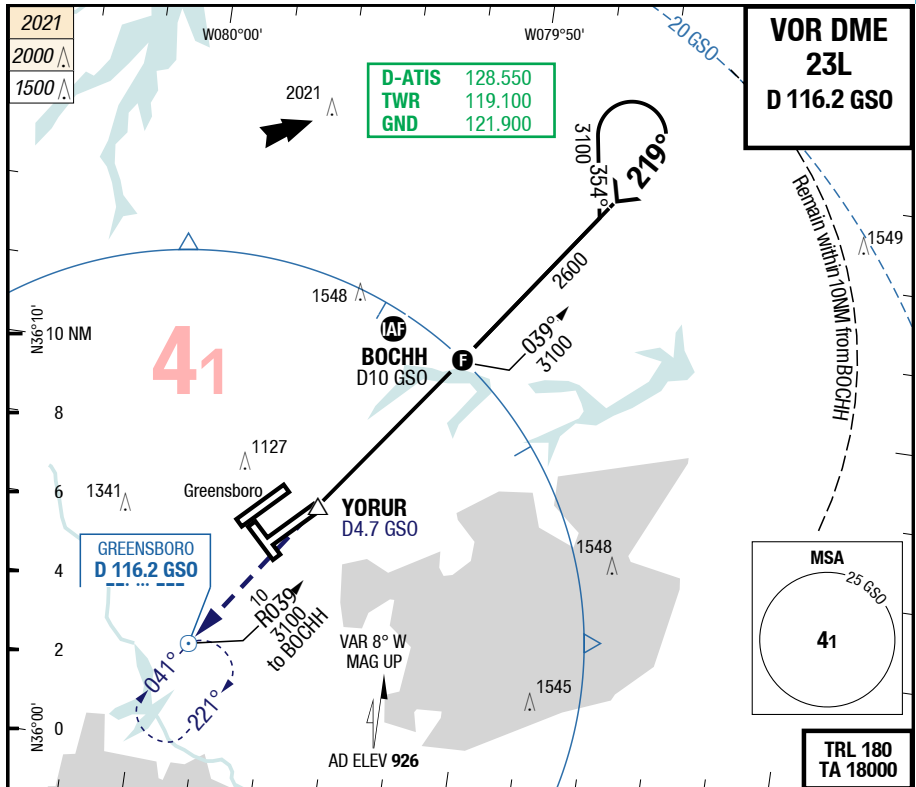 2021
2000
1500
W080°00'
W079°50'
20 GSO
VOR DME
23L
D 116.2 GSO
D-ATIS 128.550
TWR 119.100
GND 121.900
2021
3100
354°
219°
Remain within 10NM from BOCHH
1549
2600
1548
IAF
BOCHH
D10 GSO
F
039°
3100
N36°10'
10 NM
41
8
1127
6
1341
Greensboro
YORUR
D4.7 GSO
GREENSBORO
D 116.2 GSO
4
1548
10
R039
3100
to BOCHH
MSA
25 GSO
41
2
VAR 8° W
MAG UP
041°
221°
1545
N36°00'
0
AD ELEV 926
TRL 180
TA 18000